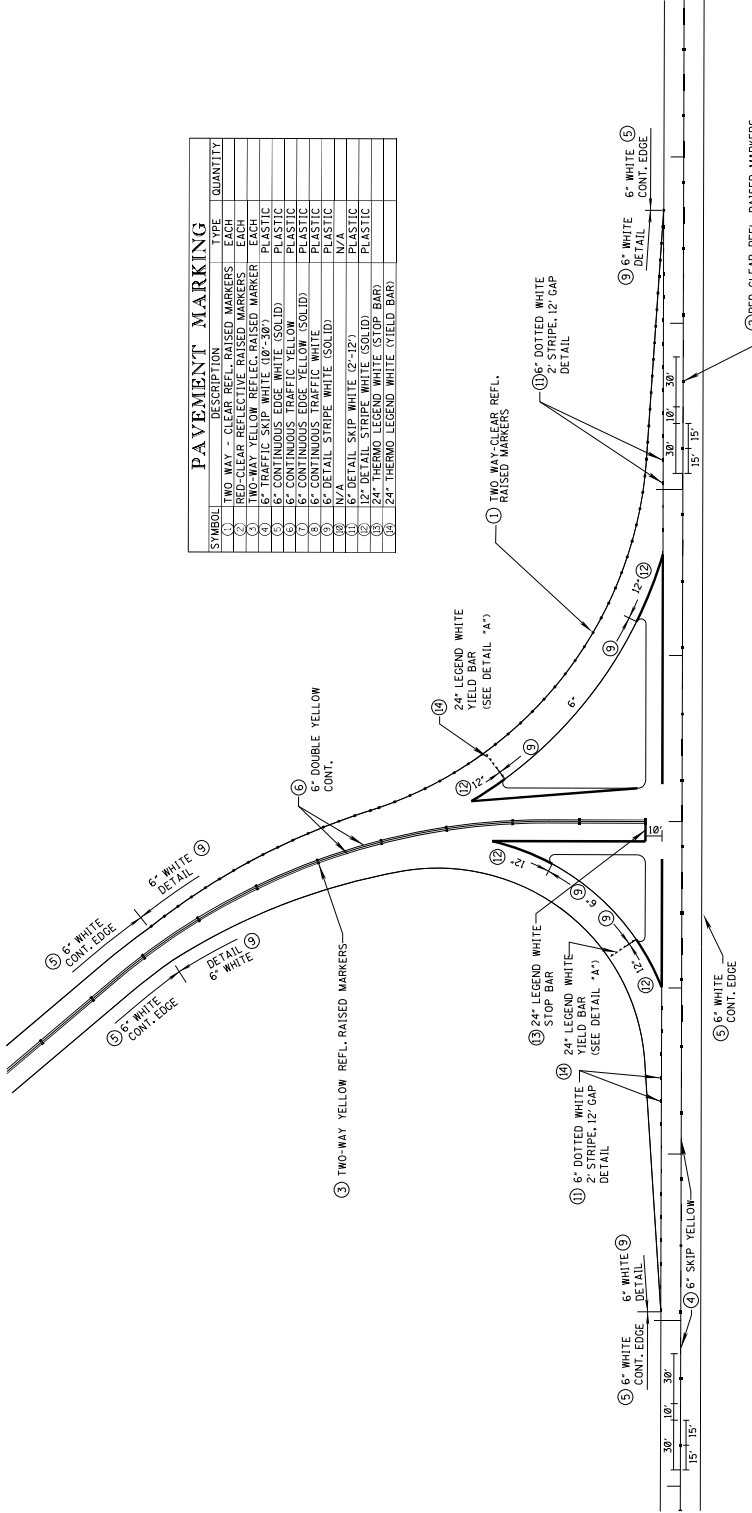 PAVEMENT MARKING
SYMBOL DESCRIPTION TYPE QUANTITY
1 TWO WAY - CLEAR REFL. RAISED MARKERS EACH
2 RED-CLEAR REFLECTIVE RAISED MARKERS EACH
3 TWO-WAY YELLOW REFLEC. RAISED MARKER EACH
4 6" TRAFFIC SKIP WHITE (10'-30') PLASTIC
5 6" CONTINUOUS EDGE WHITE (SOLID) PLASTIC
6 6" CONTINUOUS TRAFFIC YELLOW PLASTIC
7 6" CONTINUOUS EDGE YELLOW (SOLID) PLASTIC
8 6" CONTINUOUS TRAFFIC WHITE PLASTIC
9 6" DETAIL STRIPE WHITE (SOLID) PLASTIC
10 N/A N/A
11 6" DETAIL SKIP WHITE (2'-12') PLASTIC
12 12" DETAIL STRIPE WHITE (SOLID) PLASTIC
13 24" THERMO LEGEND WHITE (STOP BAR)
14 24" THERMO LEGEND WHITE (YIELD BAR)
5 6" WHITE
CONT. EDGE
6" WHITE 9
DETAIL
5 6" WHITE
CONT. EDGE
DETAIL 9
6" WHITE
6
6" DOUBLE YELLOW
CONT.
3 TWO-WAY YELLOW REFL. RAISED MARKERS
14
24" LEGEND WHITE
YIELD BAR
(SEE DETAIL "A")
1 TWO WAY-CLEAR REFL.
RAISED MARKERS
11 6" DOTTED WHITE
2' STRIPE, 12' GAP
DETAIL
9 6" WHITE
DETAIL
6" WHITE 5
CONT. EDGE
12 12"
9
6"
9
12" 12
12
12"
9
6"
9
12"
12
10'
13 24" LEGEND WHITE
STOP BAR
14 24" LEGEND WHITE
YIELD BAR
(SEE DETAIL "A")
11 6" DOTTED WHITE
2' STRIPE, 12' GAP
DETAIL
5 6" WHITE
CONT. EDGE
6" WHITE 9
DETAIL
4 6" SKIP YELLOW
5 6" WHITE
CONT. EDGE
30' 10' 30'
15' 15'
30' 10' 30'
15' 15'
2 RED CLEAR REFL. RAISED MARKERS